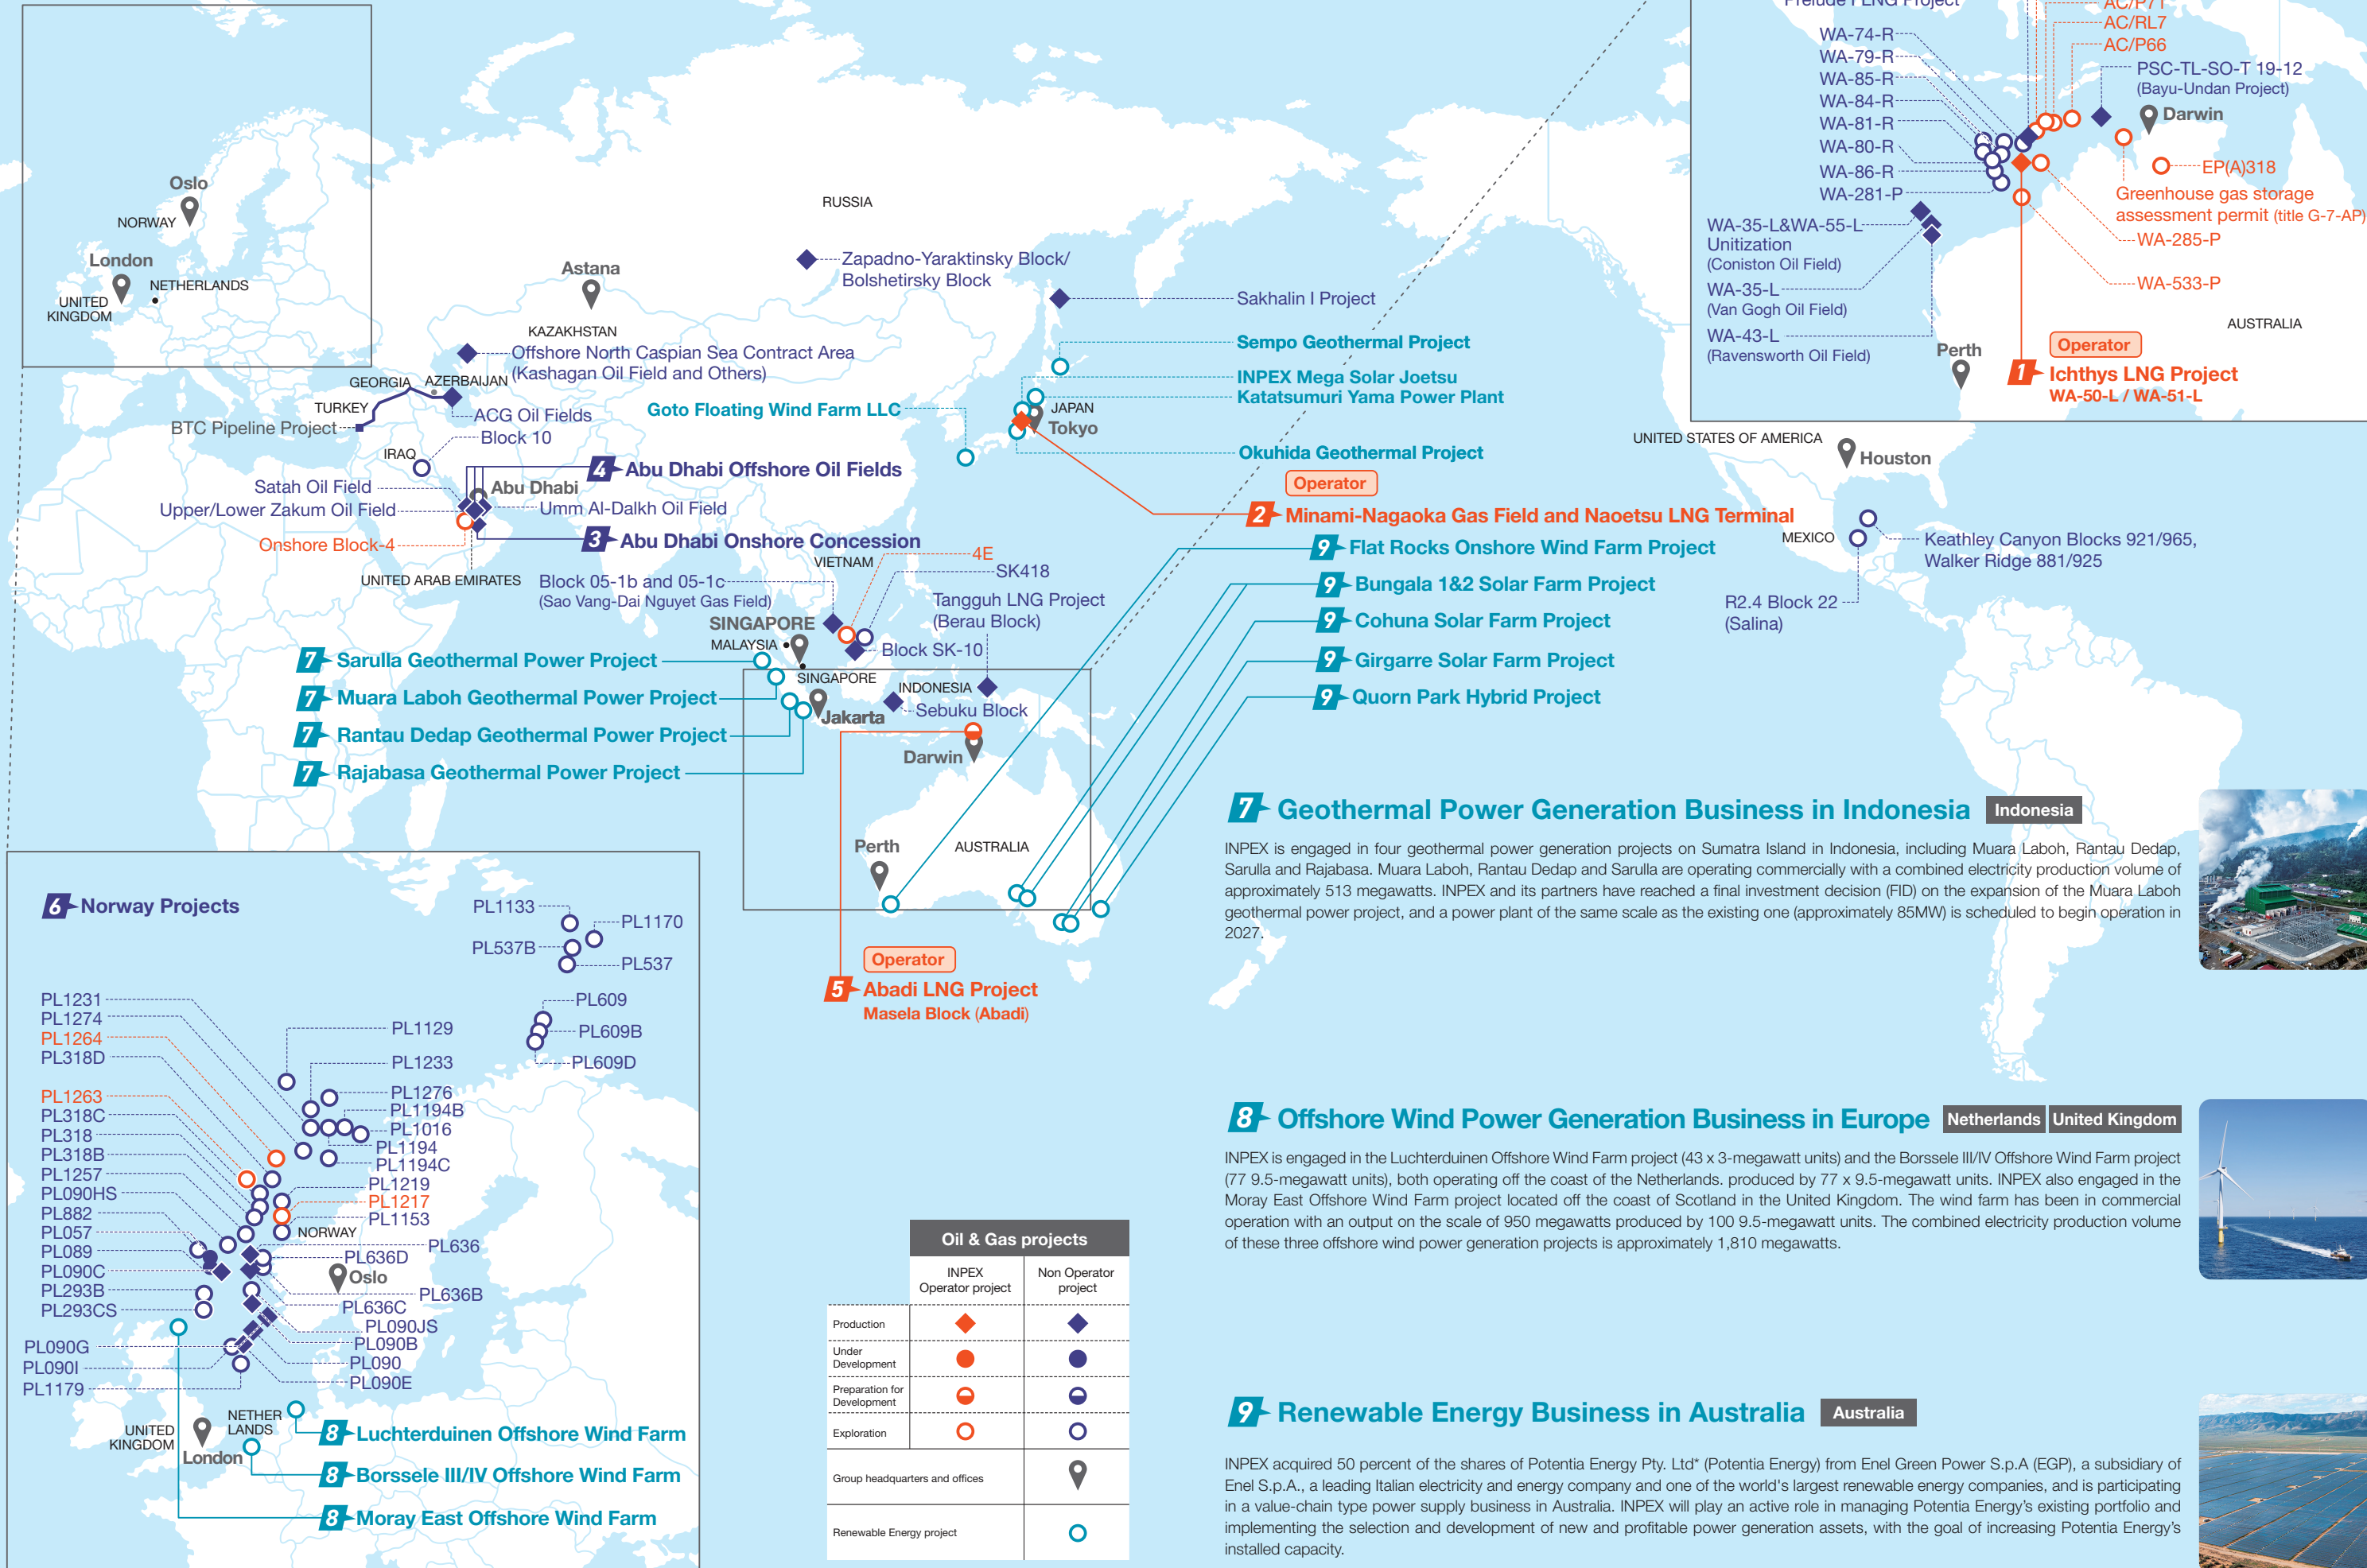 Prelude FLNG Project
AC/P71
AC/RL7
AC/P66
WA-74-R
WA-79-R
WA-85-R
WA-84-R
WA-81-R
WA-80-R
WA-86-R
WA-281-P
PSC-TL-SO-T 19-12
(Bayu-Undan Project)
Darwin
EP(A)318
Greenhouse gas storage
assessment permit (title G-7-AP)
WA-285-P
WA-533-P
WA-35-L&WA-55-L
Unitization
(Coniston Oil Field)
WA-35-L
(Van Gogh Oil Field)
WA-43-L
(Ravensworth Oil Field)
AUSTRALIA
Perth
Operator
1 Ichthys LNG Project
WA-50-L / WA-51-L
Oslo
NORWAY
London
NETHERLANDS
UNITED
KINGDOM
RUSSIA
Astana
KAZAKHSTAN
Zapadno-Yaraktinsky Block/
Bolshetirsky Block
Sakhalin I Project
Offshore North Caspian Sea Contract Area
(Kashagan Oil Field and Others)
GEORGIA
AZERBAIJAN
TURKEY
ACG Oil Fields
BTC Pipeline Project
Block 10
IRAQ
Sempo Geothermal Project
INPEX Mega Solar Joetsu
Katatsumuri Yama Power Plant
Goto Floating Wind Farm LLC
JAPAN
Tokyo
Okuhida Geothermal Project
4 Abu Dhabi Offshore Oil Fields
Abu Dhabi
Satah Oil Field
Upper/Lower Zakum Oil Field
Umm Al-Dalkh Oil Field
Onshore Block-4
3 Abu Dhabi Onshore Concession
UNITED ARAB EMIRATES
Operator
2 Minami-Nagaoka Gas Field and Naoetsu LNG Terminal
UNITED STATES OF AMERICA
Houston
MEXICO
Keathley Canyon Blocks 921/965,
Walker Ridge 881/925
R2.4 Block 22
(Salina)
VIETNAM
4E
SK418
Block 05-1b and 05-1c
(Sao Vang-Dai Nguyet Gas Field)
Tangguh LNG Project
(Berau Block)
SINGAPORE
MALAYSIA
Block SK-10
SINGAPORE
INDONESIA
Sebuku Block
Jakarta
Darwin
Perth
AUSTRALIA
7 Sarulla Geothermal Power Project
7 Muara Laboh Geothermal Power Project
7 Rantau Dedap Geothermal Power Project
7 Rajabasa Geothermal Power Project
9 Flat Rocks Onshore Wind Farm Project
9 Bungala 1&2 Solar Farm Project
9 Cohuna Solar Farm Project
9 Girgarre Solar Farm Project
9 Quorn Park Hybrid Project
Operator
5 Abadi LNG Project
Masela Block (Abadi)
6 Norway Projects
PL1133
PL1170
PL537B
PL537
PL609
PL609B
PL609D
PL1231
PL1274
PL1264
PL318D
PL1263
PL318C
PL318
PL318B
PL1257
PL090HS
PL882
PL057
PL089
PL090C
PL293B
PL293CS
PL090G
PL090I
PL1179
PL1129
PL1233
PL1276
PL1194B
PL1016
PL1194
PL1194C
PL1219
PL1217
PL1153
NORWAY
PL636
PL636D
Oslo
PL636B
PL636C
PL090JS
PL090B
PL090
PL090E
UNITED
KINGDOM
NETHER
LANDS
London
8 Luchterduinen Offshore Wind Farm
8 Borssele III/IV Offshore Wind Farm
8 Moray East Offshore Wind Farm
Oil & Gas projects
INPEX
Operator project
Non Operator
project
Production
Under
Development
Preparation for
Development
Exploration
Group headquarters and offices
Renewable Energy project
7 Geothermal Power Generation Business in Indonesia Indonesia
INPEX is engaged in four geothermal power generation projects on Sumatra Island in Indonesia, including Muara Laboh, Rantau Dedap,
Sarulla and Rajabasa. Muara Laboh, Rantau Dedap and Sarulla are operating commercially with a combined electricity production volume of
approximately 513 megawatts. INPEX and its partners have reached a final investment decision (FID) on the expansion of the Muara Laboh
geothermal power project, and a power plant of the same scale as the existing one (approximately 85MW) is scheduled to begin operation in
2027.
8 Offshore Wind Power Generation Business in Europe Netherlands United Kingdom
INPEX is engaged in the Luchterduinen Offshore Wind Farm project (43 x 3-megawatt units) and the Borssele III/IV Offshore Wind Farm project
(77 9.5-megawatt units), both operating off the coast of the Netherlands. produced by 77 x 9.5-megawatt units. INPEX also engaged in the
Moray East Offshore Wind Farm project located off the coast of Scotland in the United Kingdom. The wind farm has been in commercial
operation with an output on the scale of 950 megawatts produced by 100 9.5-megawatt units. The combined electricity production volume
of these three offshore wind power generation projects is approximately 1,810 megawatts.
9 Renewable Energy Business in Australia Australia
INPEX acquired 50 percent of the shares of Potentia Energy Pty. Ltd* (Potentia Energy) from Enel Green Power S.p.A (EGP), a subsidiary of
Enel S.p.A., a leading Italian electricity and energy company and one of the world's largest renewable energy companies, and is participating
in a value-chain type power supply business in Australia. INPEX will play an active role in managing Potentia Energy's existing portfolio and
implementing the selection and development of new and profitable power generation assets, with the goal of increasing Potentia Energy's
installed capacity.